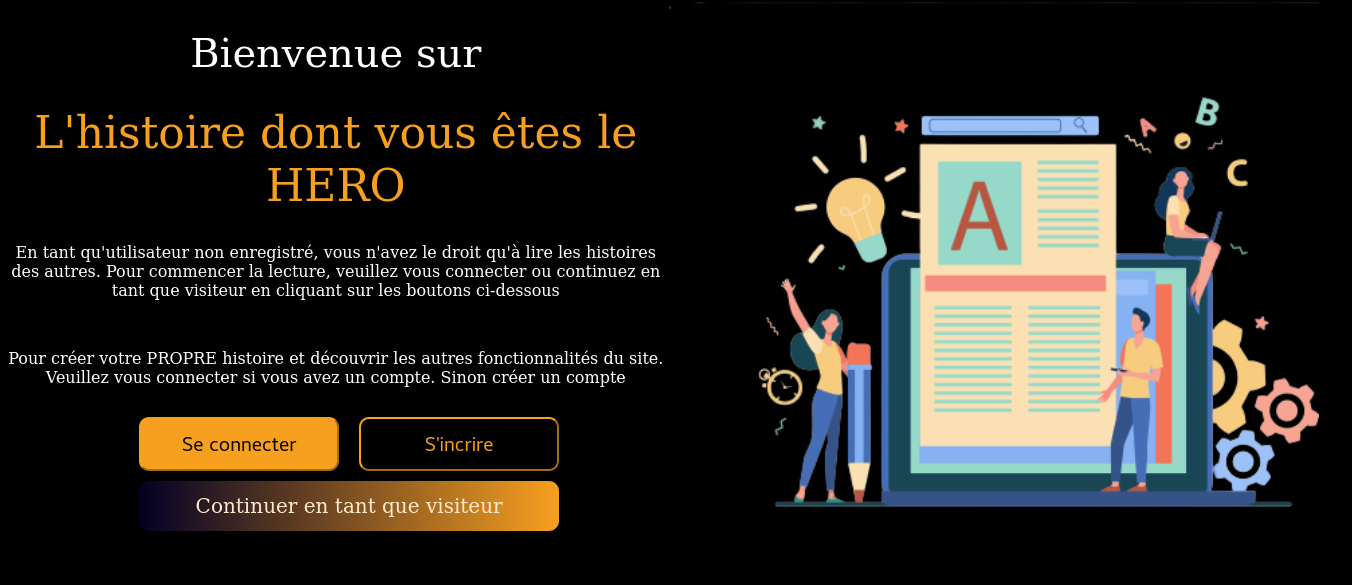 Bienvenue sur
L'histoire dont vous êtes le
HERO
En tant qu'utilisateur non enregistré, vous n'avez le droit qu'à lire les histoires
des autres. Pour commencer la lecture, veuillez vous connecter ou continuez en
tant que visiteur en cliquant sur les boutons ci-dessous
Pour créer votre PROPRE histoire et découvrir les autres fonctionnalités du site.
Veuillez vous connecter si vous avez un compte. Sinon créer un compte
Se connecter
S'incrire
Continuer en tant que visiteur
A
A
B
C